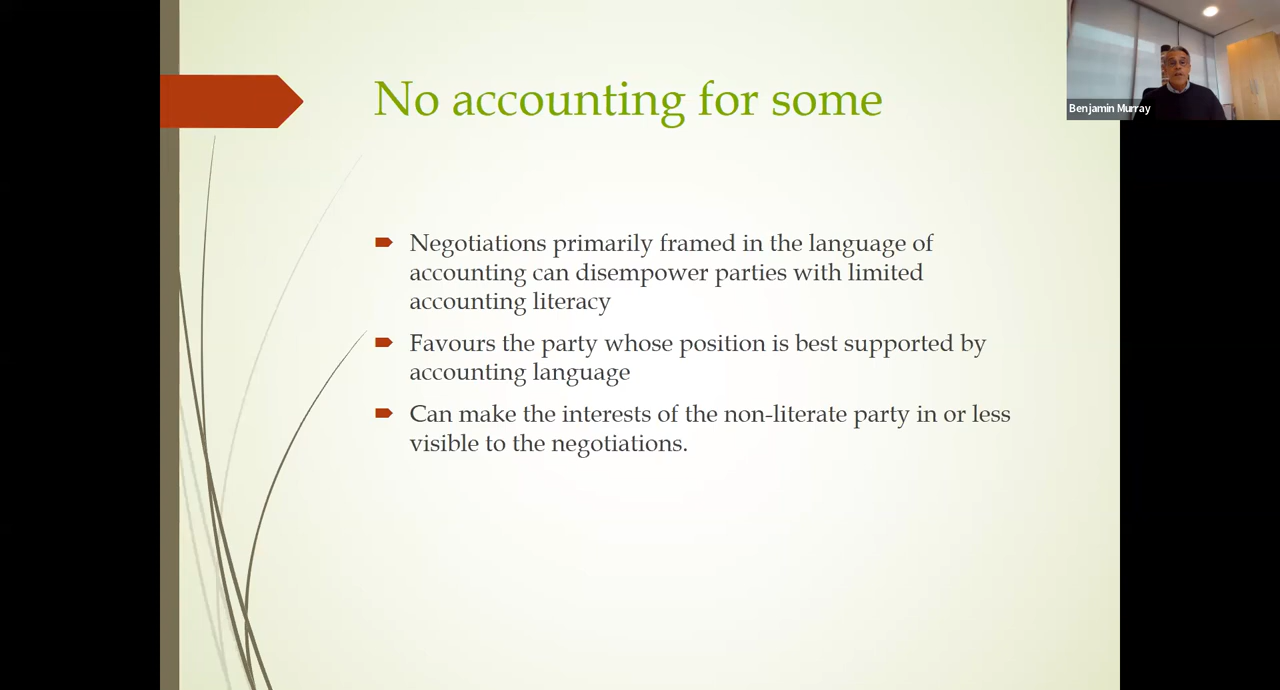 No accounting for some
Benjamin Murray
Negotiations primarily framed in the language of
accounting can disempower parties with limited
accounting literacy
Favours the party whose position is best supported by
accounting language
Can make the interests of the non-literate party in or less
visible to the negotiations.